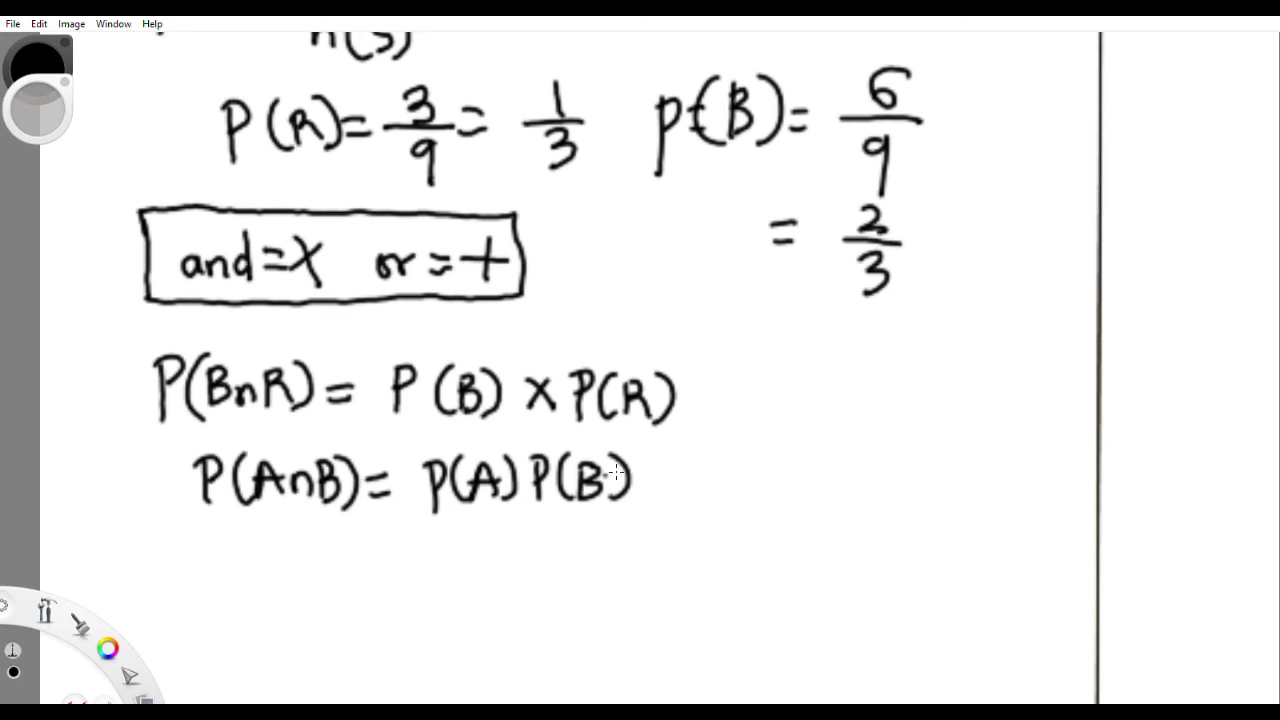 File Edit Image Window Help
n(S)
P(R)= 3/9 = 1/3 P(B)= 6/9
= 2/3
and=X or=+
P(B∩R)= P(B) X P(R)
P(A∩B)= P(A)P(B)